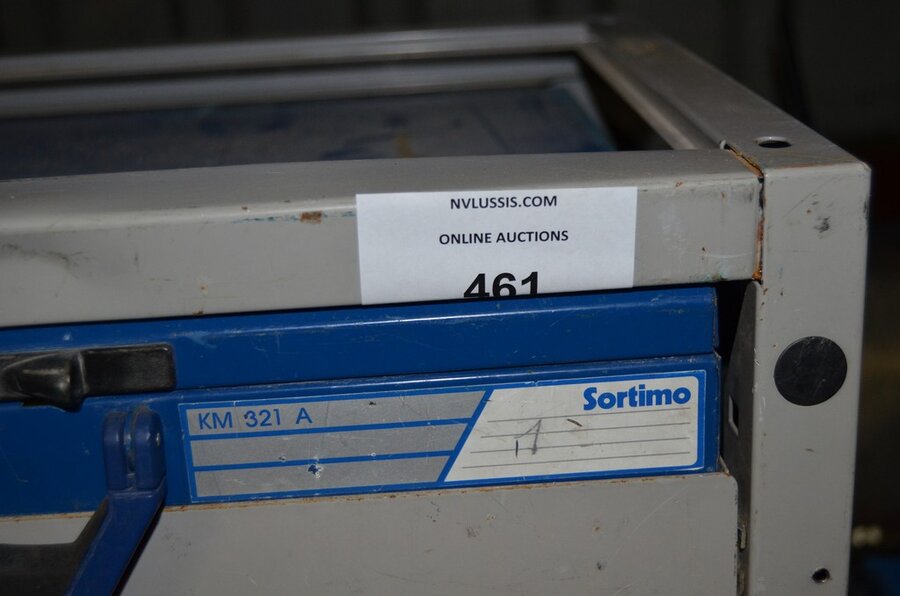 NVLUSSIS.COM
ONLINE AUCTIONS
461
KM 321 A
Sortimo